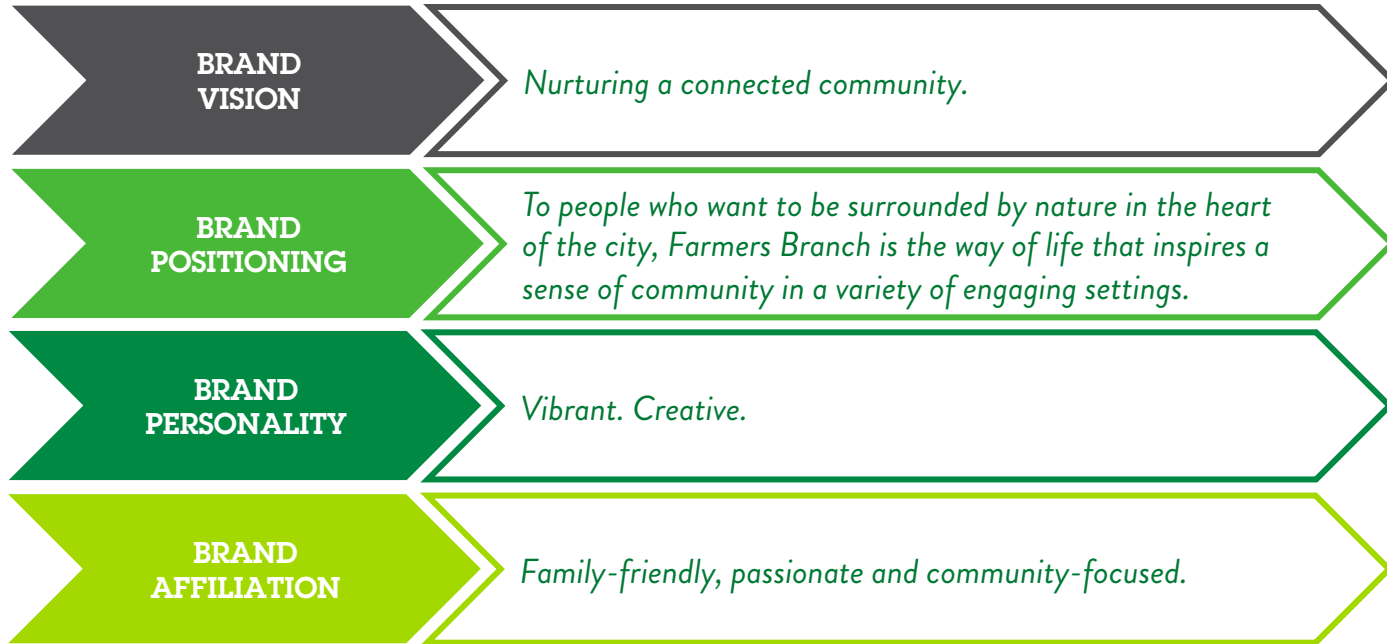 BRAND
VISION
Nurturing a connected community.
BRAND
POSITIONING
To people who want to be surrounded by nature in the heart
of the city, Farmers Branch is the way of life that inspires a
sense of community in a variety of engaging settings.
BRAND
PERSONALITY
Vibrant. Creative.
BRAND
AFFILIATION
Family-friendly, passionate and community-focused.